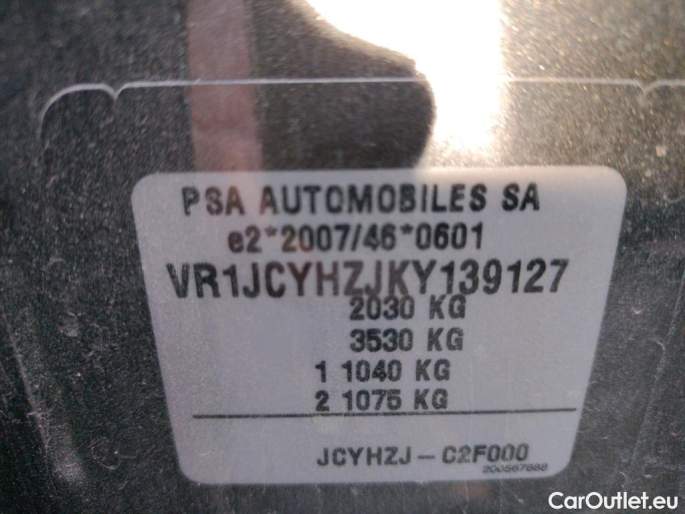 PSA AUTOMOBILES SA
e2*2007/46*0601
VR1JCYHZJKY139127
2030 KG
3530 KG
1 1040 KG
2 1075 KG
JCYHZJ - C2F000
200567688
CarOutlet.eu